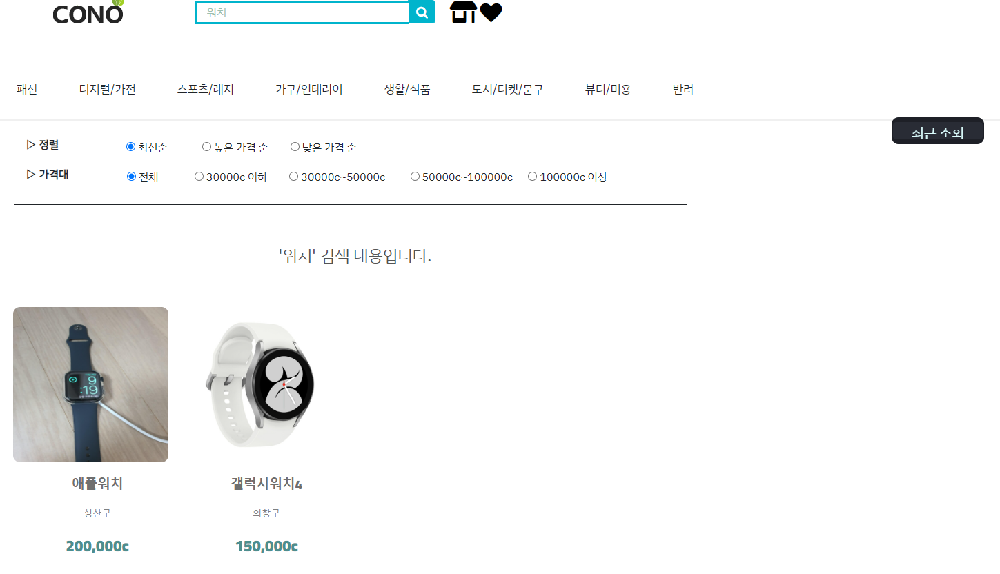 CONO
워치
패션 디지털/가전 스포츠/레저 가구/인테리어 생활/식품 도서/티켓/문구 뷰티/미용 반려
최근 조회
▷ 정렬 최신순 높은 가격 순 낮은 가격 순
▷ 가격대 전체 30000c 이하 30000c~50000c 50000c~100000c 100000c 이상
'워치' 검색 내용입니다.
9
:19
애플워치 갤럭시워치4
성산구 의창구
200,000c 150,000c